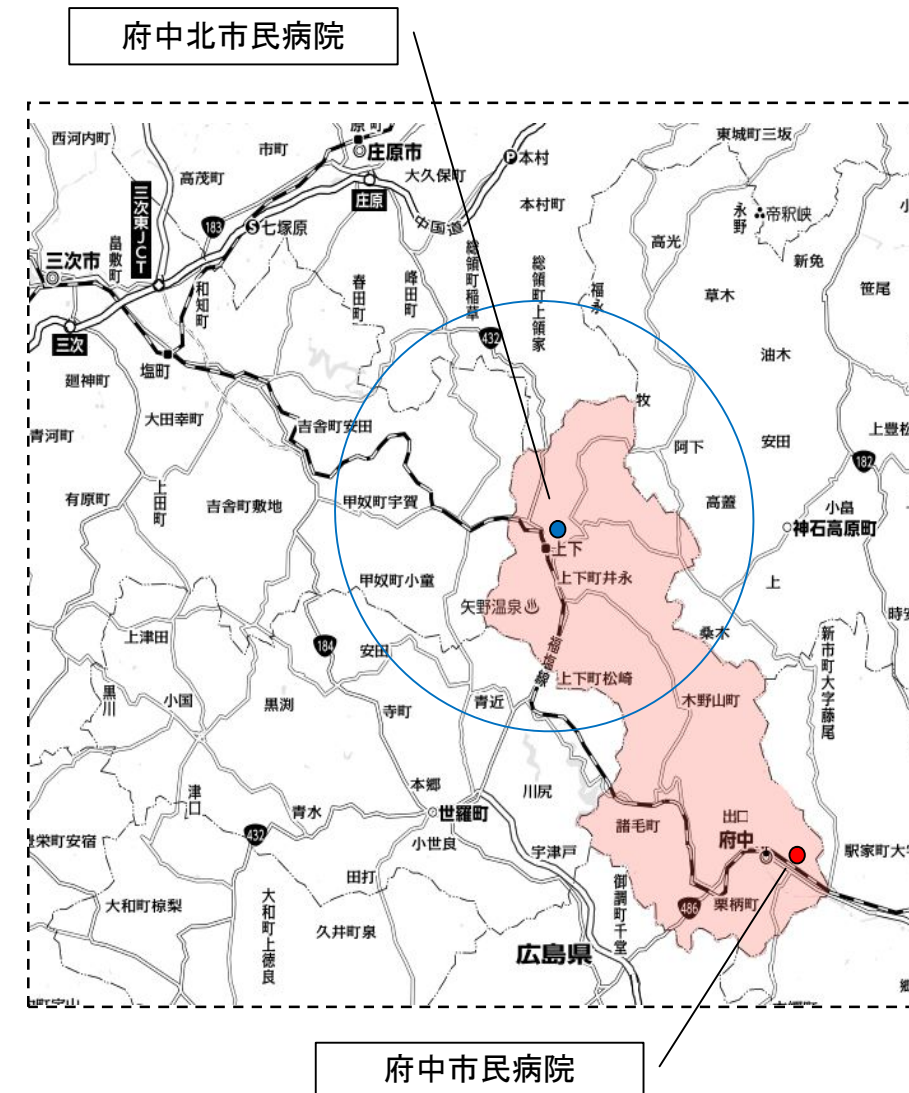 府中北市民病院
西河内町
市町
庄原市
高茂町
大久保町
本村
東城町三坂
三次東JCT
庄原
中国道
本村町
永野
帝釈峡
183
七塚原
高光
新免
三次市
畠敷町
和知町
春田町
峰田町
総領町稲草
総領町上領家
福永
草木
笹尾
三次
塩町
432
油木
廻神町
大田幸町
吉舎町安田
牧
青河町
阿下
安田
上豊松
182
有原町
上田町
吉舎町敷地
甲奴町宇賀
高蓋
小畠
神石高原町
上下
甲奴町小童
上下町井永
上
矢野温泉
時安
上津田
184
安田
福塩線
桑木
新市町大字藤尾
黒川
小国
黒渕
寺町
青近
上下町松崎
木野山町
津口
本郷
川尻
青水
世羅町
諸毛町
出口
府中
432
小世良
宇津戸
駅家町大字
田打
御調町千堂
486
栗柄町
大和町椋梨
大和町上徳良
久井町泉
広島県
府中市民病院